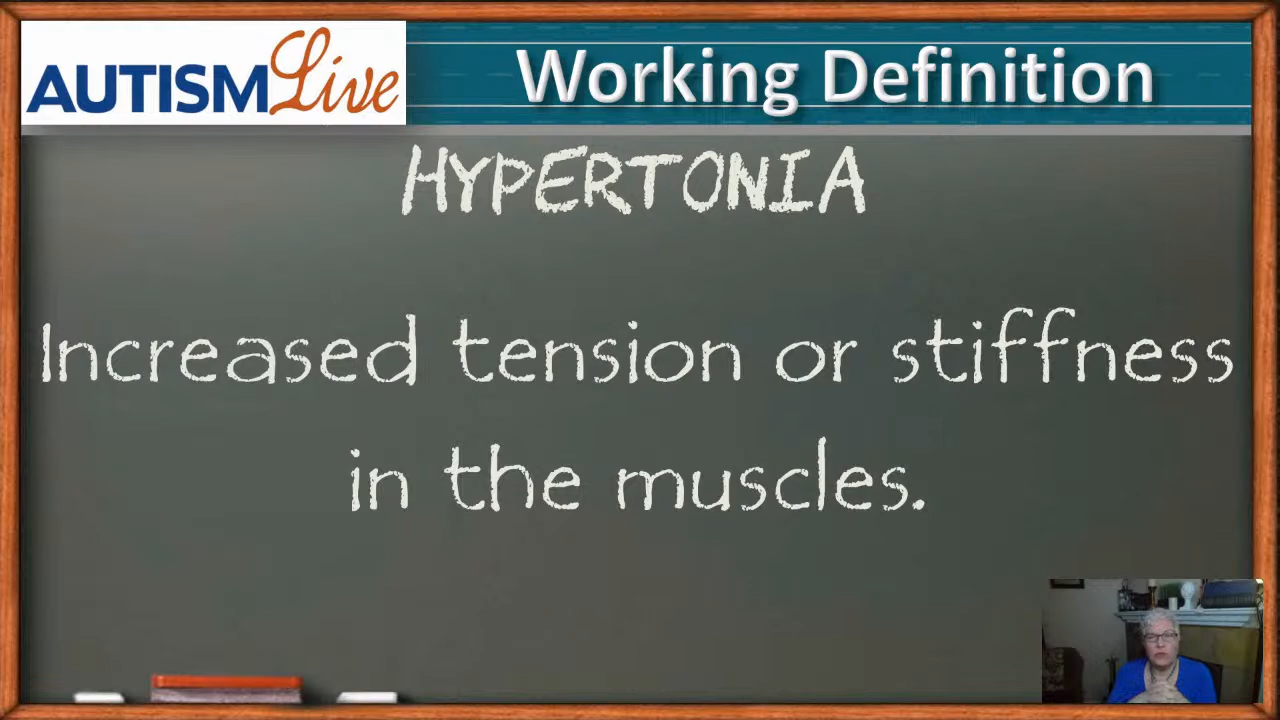 AUTISM Live
Working Definition
HYPERTONIA
Increased tension or stiffness
in the muscles.